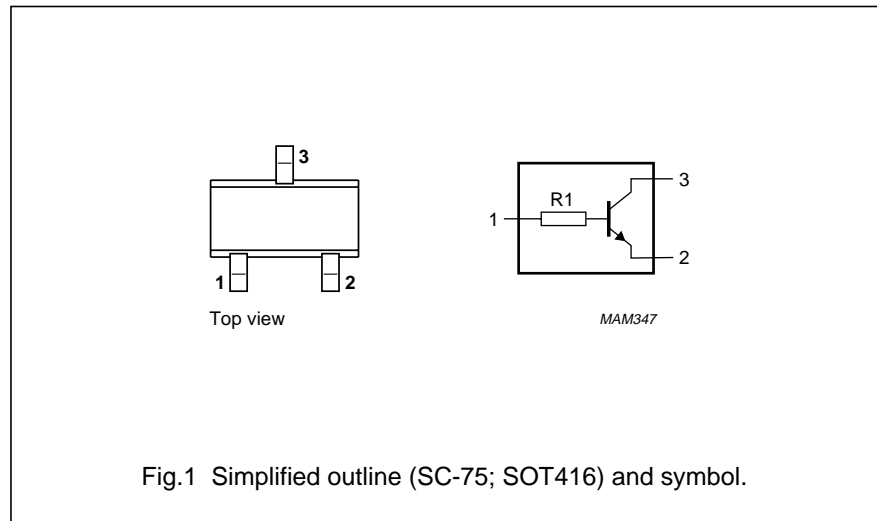 3
1
2
Top view
1
R1
3
2
MAM347
Fig.1 Simplified outline (SC-75; SOT416) and symbol.